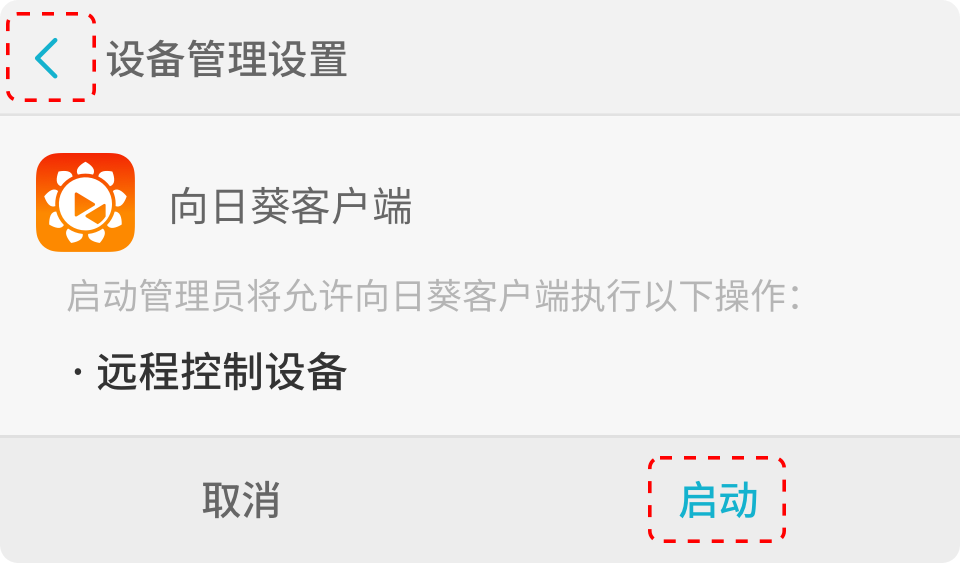 设备管理设置
向日葵客户端
启动管理员将允许向日葵客户端执行以下操作：
· 远程控制设备
取消 启动